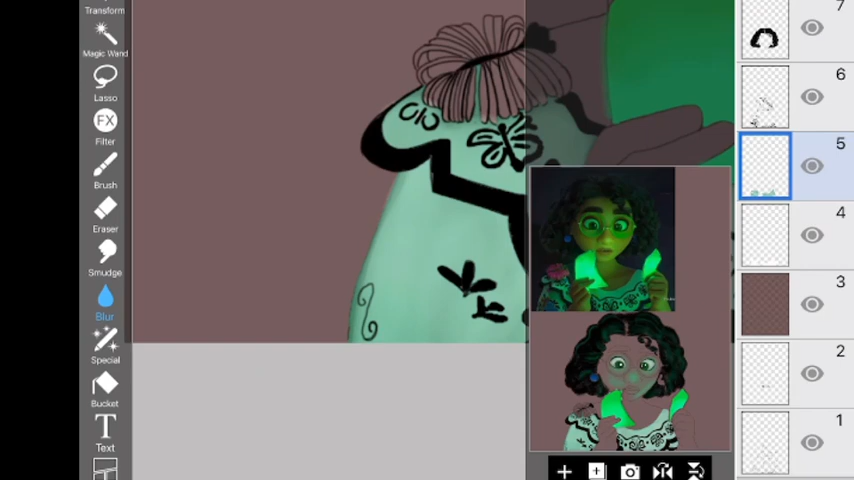 Transform
7
Magic Wand
6
Lasso
FX
Filter
5
Brush
4
Eraser
Smudge
3
Blur
2
Special
Bucket
1
T
Text